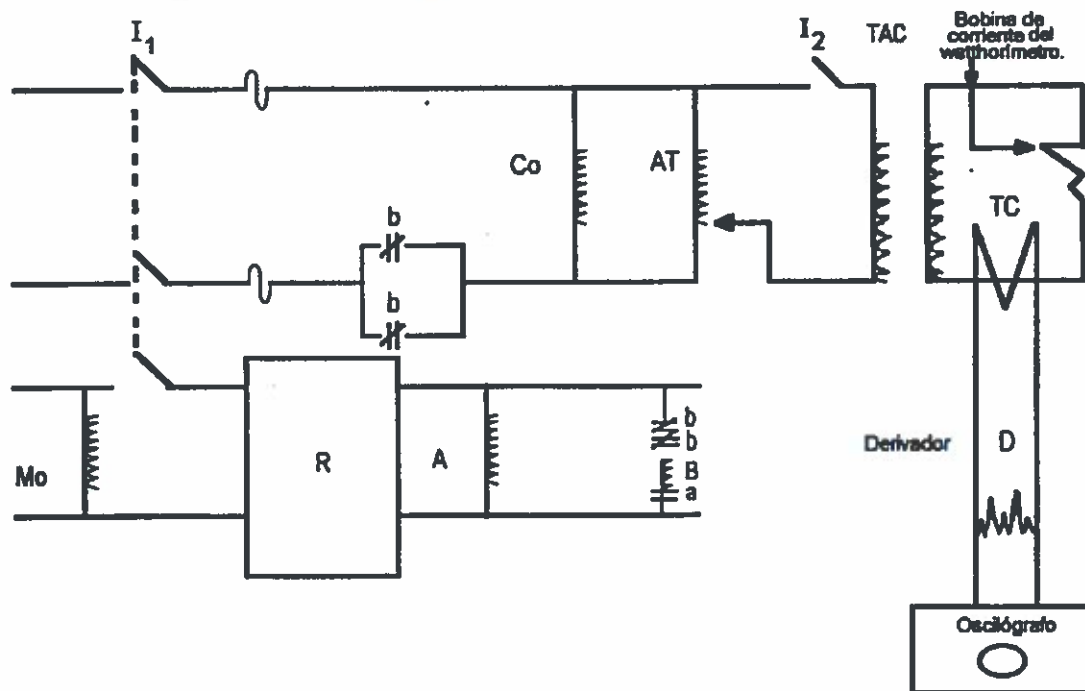 I1
I2
TAC
Bobina de
corriente del
watthorímetro.
Co
AT
TC
b
b
b
b
B
a
Mo
R
A
Derivador
D
Oscilógrafo